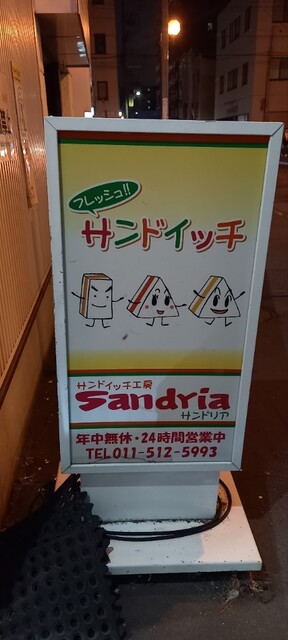 フレッシュ!!
サンドイッチ
サンドイッチ工房
Sandria
サンドリア
年中無休・24時間営業中
TEL011-512-5993